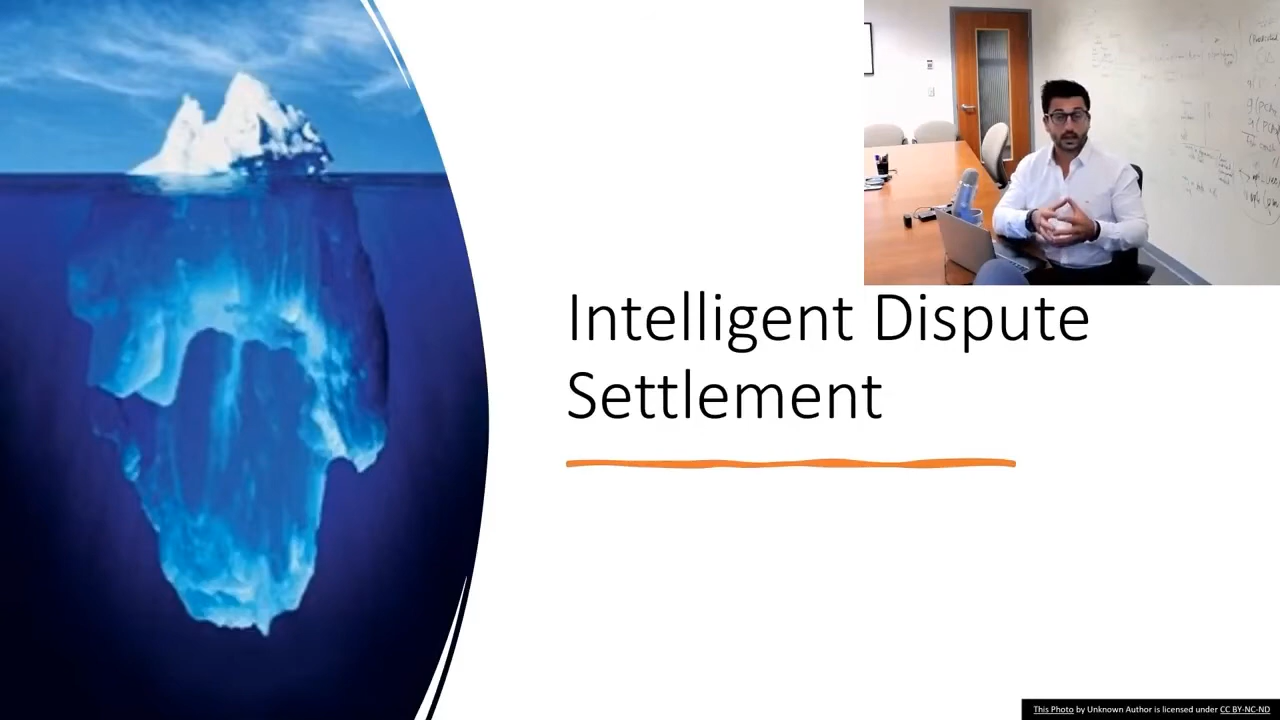 Intelligent Dispute
Settlement
This Photo by Unknown Author is licensed under CC BY-NC-ND